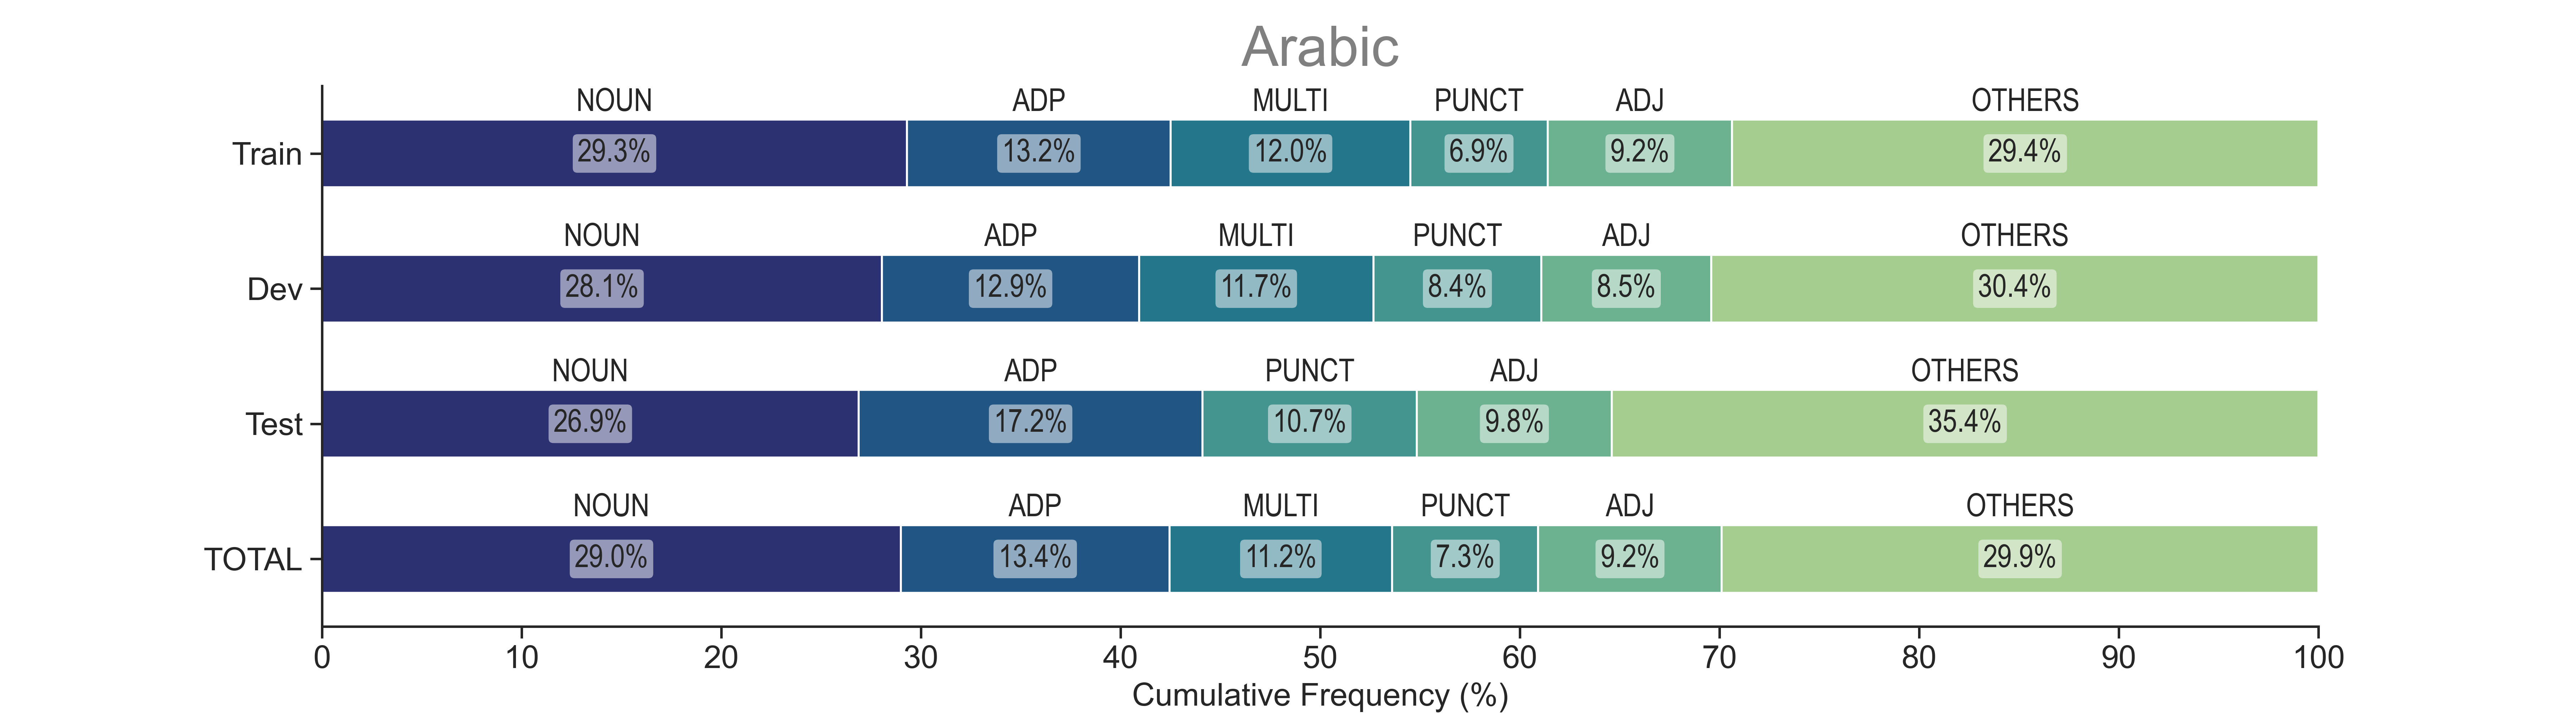 Arabic
NOUN ADP MULTI PUNCT ADJ OTHERS
Train 29.3% 13.2% 12.0% 6.9% 9.2% 29.4%
NOUN ADP MULTI PUNCT ADJ OTHERS
Dev 28.1% 12.9% 11.7% 8.4% 8.5% 30.4%
NOUN ADP PUNCT ADJ OTHERS
Test 26.9% 17.2% 10.7% 9.8% 35.4%
NOUN ADP MULTI PUNCT ADJ OTHERS
TOTAL 29.0% 13.4% 11.2% 7.3% 9.2% 29.9%
0 10 20 30 40 50 60 70 80 90 100
Cumulative Frequency (%)